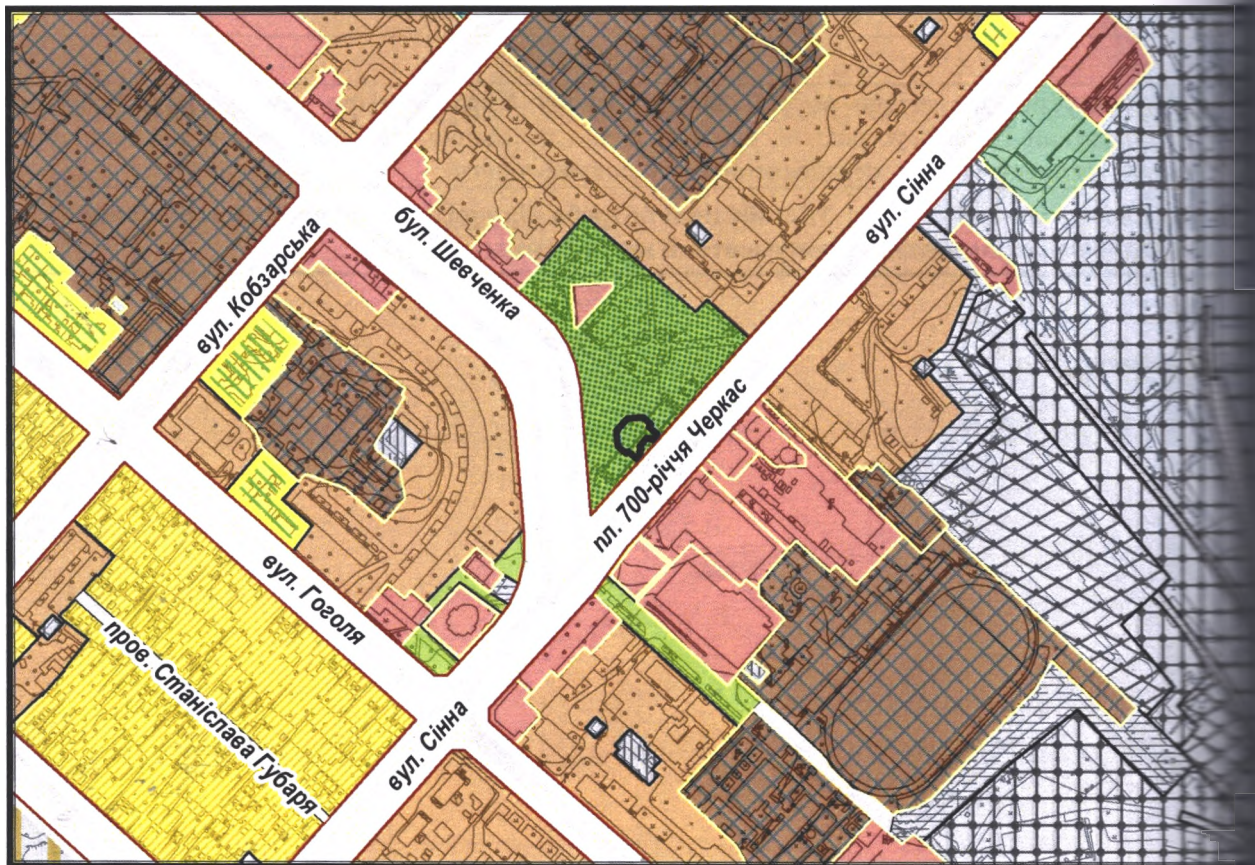 вул. Сінна
бул. Шевченка
вул. Кобзарська
пл. 700-річчя Черкас
вул. Гоголя
пров. Станіслава Губаря
вул. Сінна